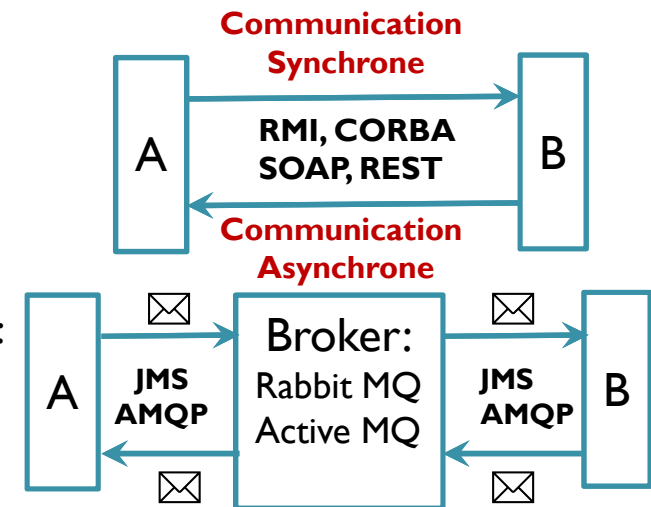 Communication
Synchrone
A
RMI, CORBA
SOAP, REST
B
Communication
Asynchrone
:
A
JMS
AMQP
Broker:
Rabbit MQ
Active MQ
JMS
AMQP
B